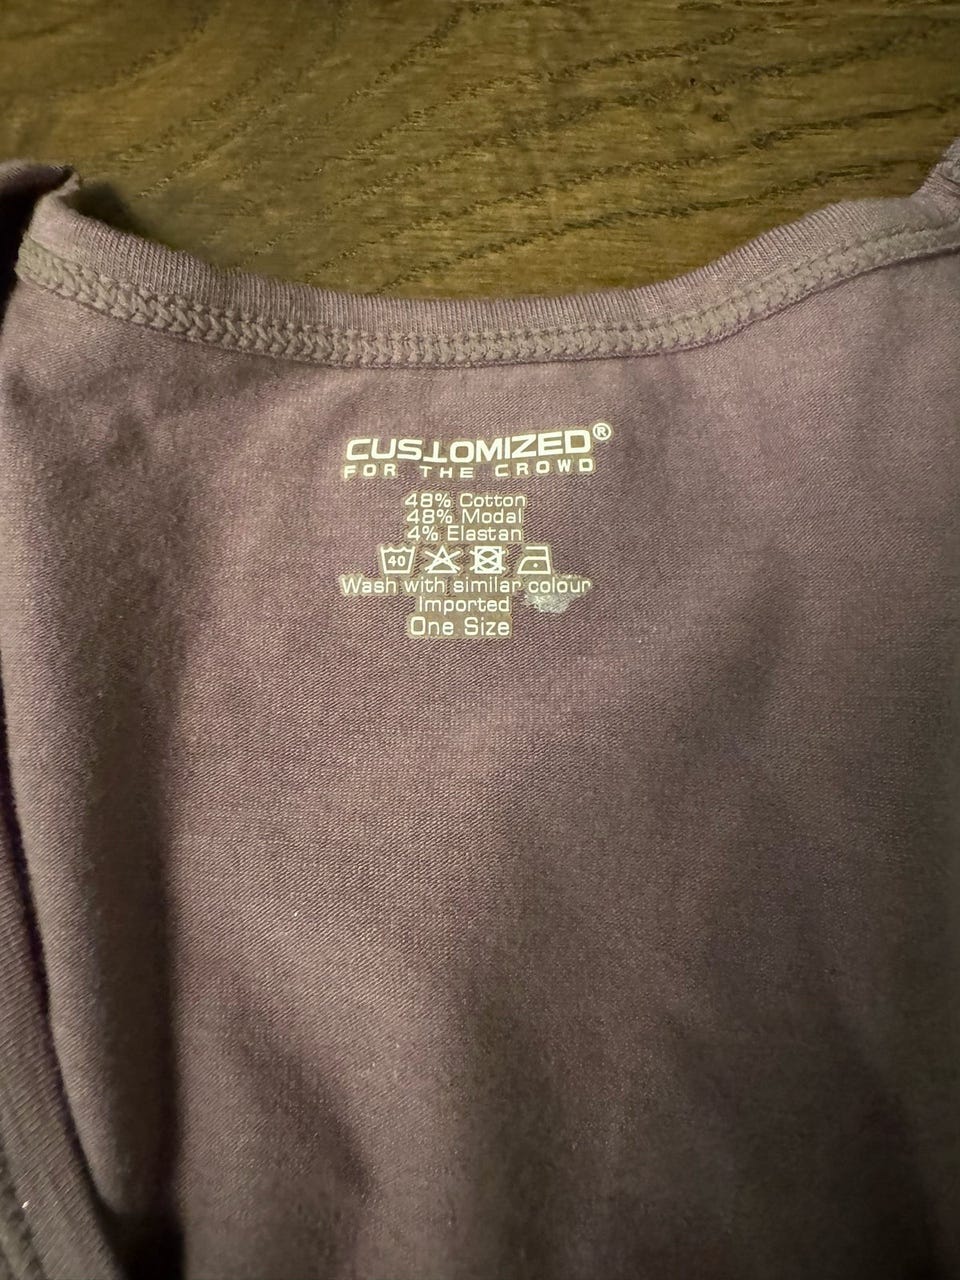 CUSTOMIZED®
FOR THE CROWD
48% Cotton
48% Modal
4% Elastan
40
Wash with similar colour
Imported
One Size